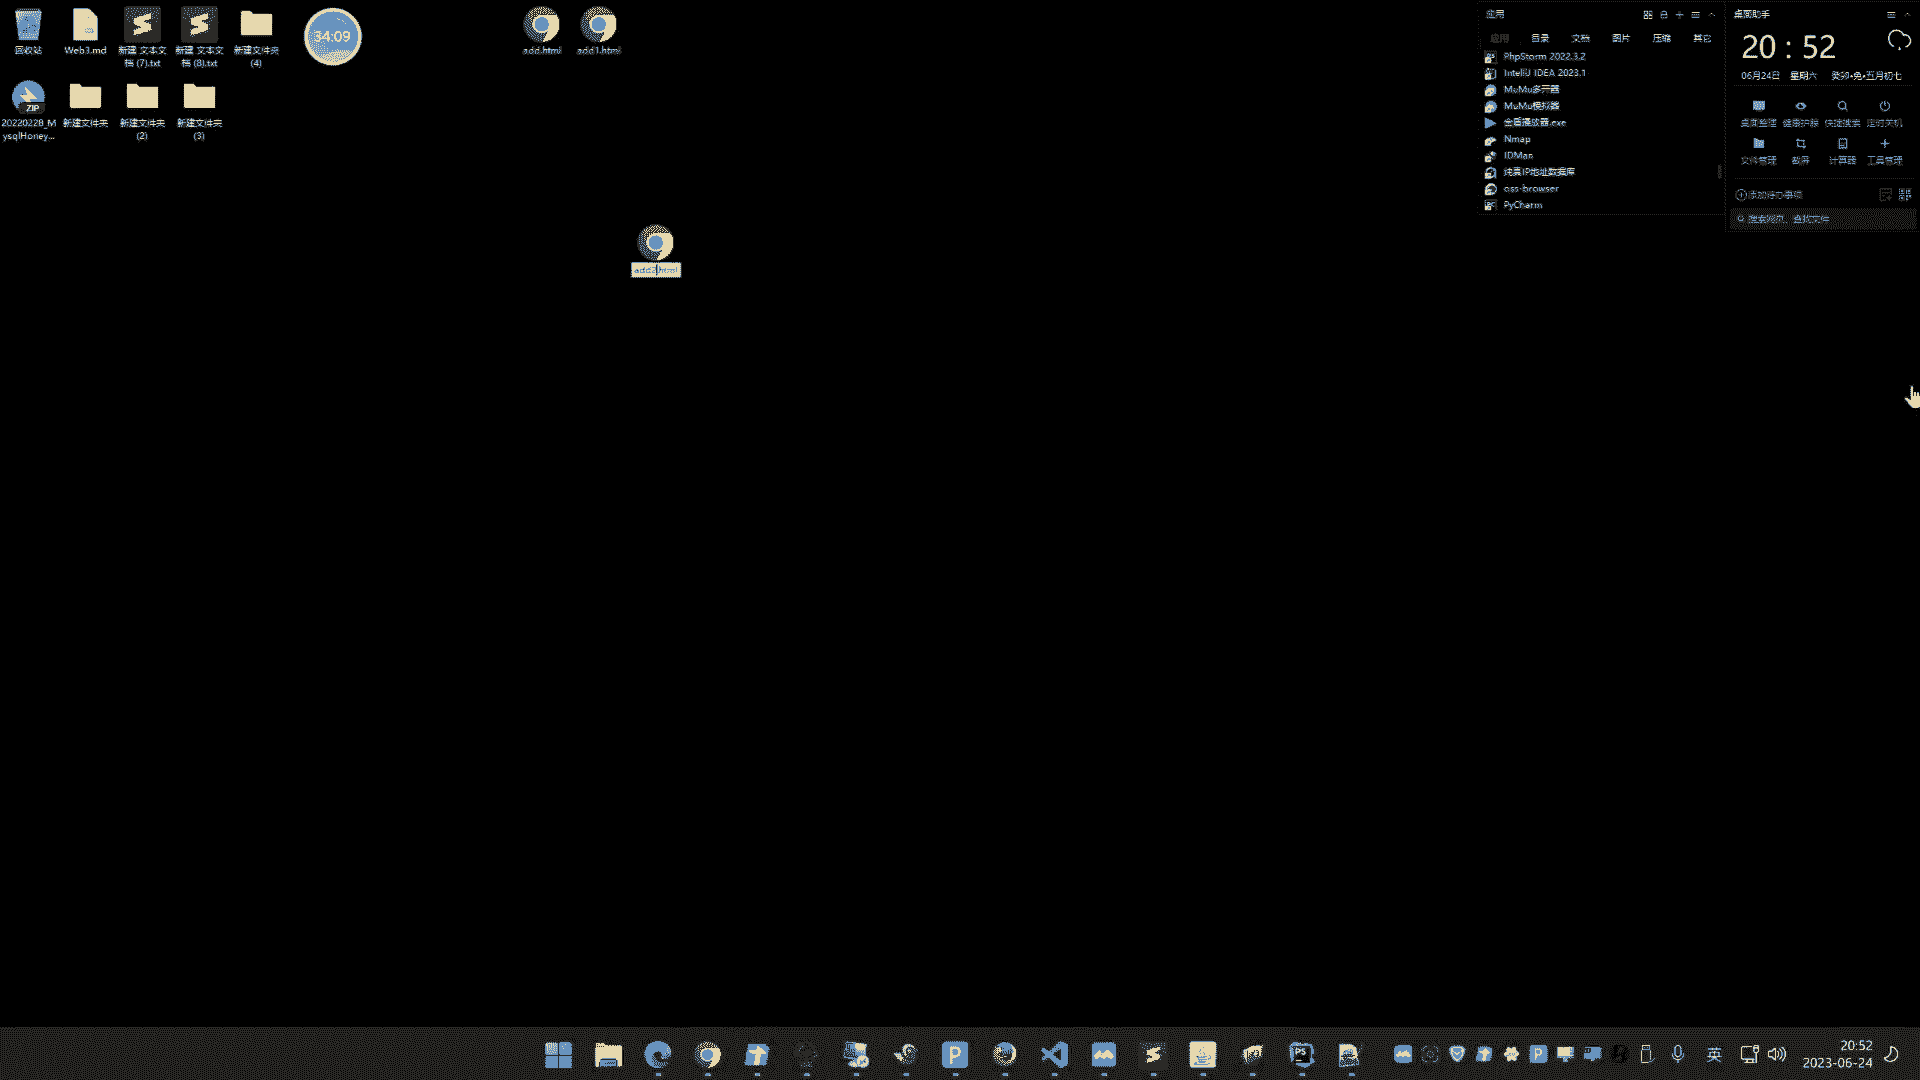 回收站
Web3.md
新建 文本文
档 (7).txt
新建 文本文
档 (8).txt
新建文件夹
(4)
34:09
add.html
add1.html
ZIP
20220228_M
ysqlHoney...
新建文件夹
新建文件夹
(2)
新建文件夹
(3)
add2.html
应用
应用 目录 文档 图片 压缩 其它
PhpStorm 2022.3.2
IntelliJ IDEA 2023.1
MuMu多开器
MuMu模拟器
金盾播放器.exe
Nmap
IDMan
纯真IP地址数据库
oss-browser
PyCharm
桌面助手
20 : 52
06月24日 星期六 癸卯•兔•五月初七
桌面整理 健康护眼 快捷搜索 定时关机
文件管理 截屏 计算器 工具管理
添加待办事项
搜索网页、查找文件
P
PS
P
英
20:52
2023-06-24